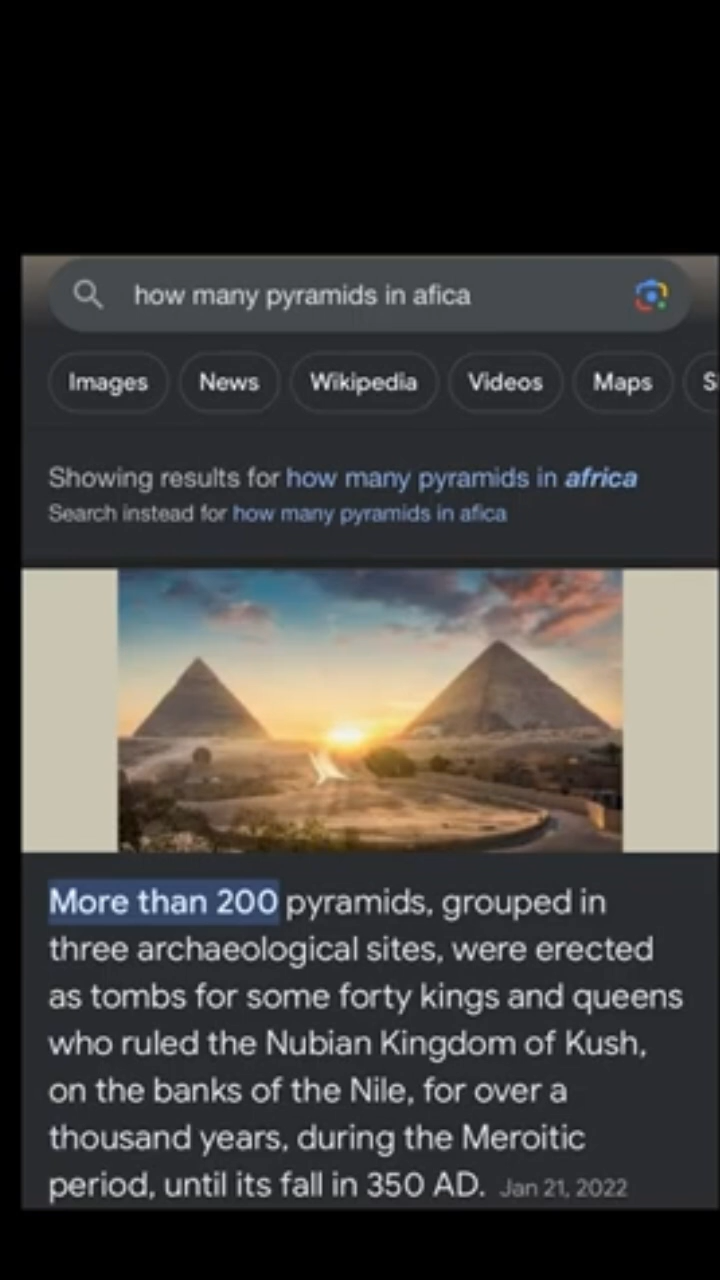 how many pyramids in afica
Images News Wikipedia Videos Maps
Showing results for how many pyramids in africa
Search instead for how many pyramids in afica
More than 200 pyramids, grouped in
three archaeological sites, were erected
as tombs for some forty kings and queens
who ruled the Nubian Kingdom of Kush,
on the banks of the Nile, for over a
thousand years, during the Meroitic
period, until its fall in 350 AD. Jan 21, 2022